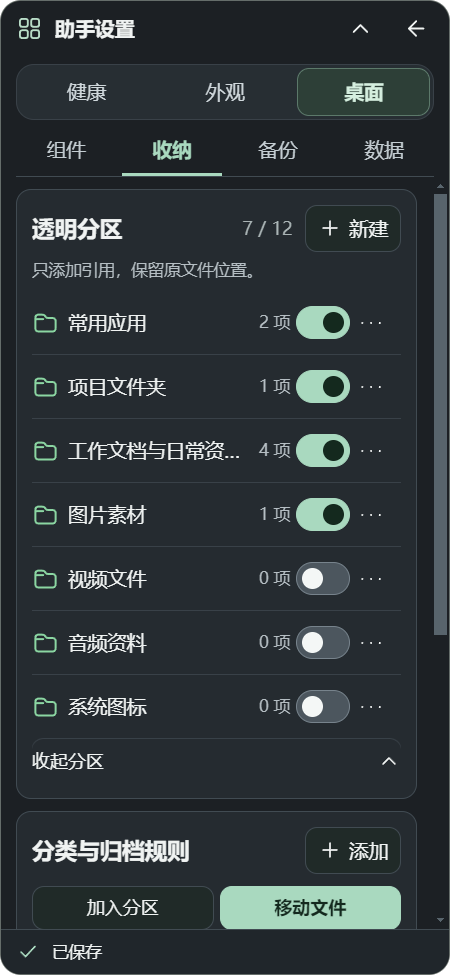 助手设置
健康 外观 桌面
组件 收纳 备份 数据
透明分区 7 / 12 + 新建
只添加引用，保留原文件位置。
常用应用 2 项 ···
项目文件夹 1 项 ···
工作文档与日常资... 4 项 ···
图片素材 1 项 ···
视频文件 0 项 ···
音频资料 0 项 ···
系统图标 0 项 ···
收起分区
分类与归档规则 + 添加
加入分区 移动文件
已保存